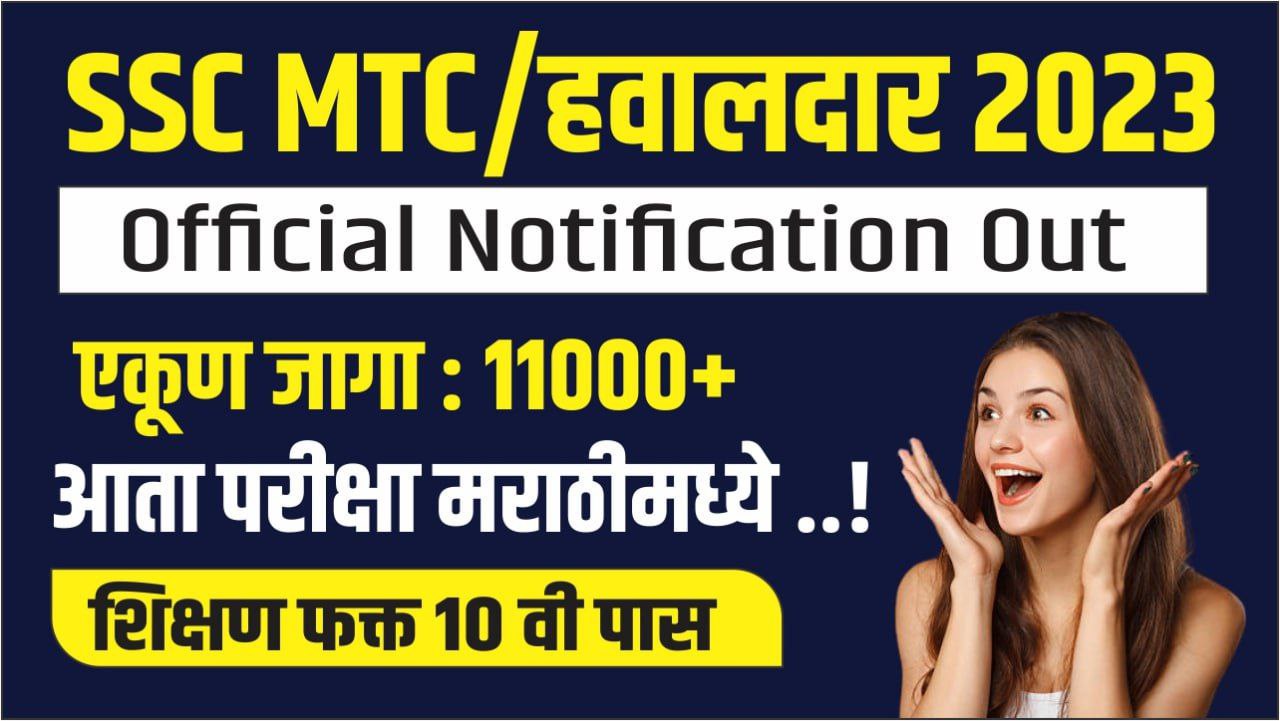 SSC MTC/हवालदार 2023
Official Notification Out
एकूण जागा : 11000+
आता परीक्षा मराठीमध्ये ..!
शिक्षण फक्त 10 वी पास